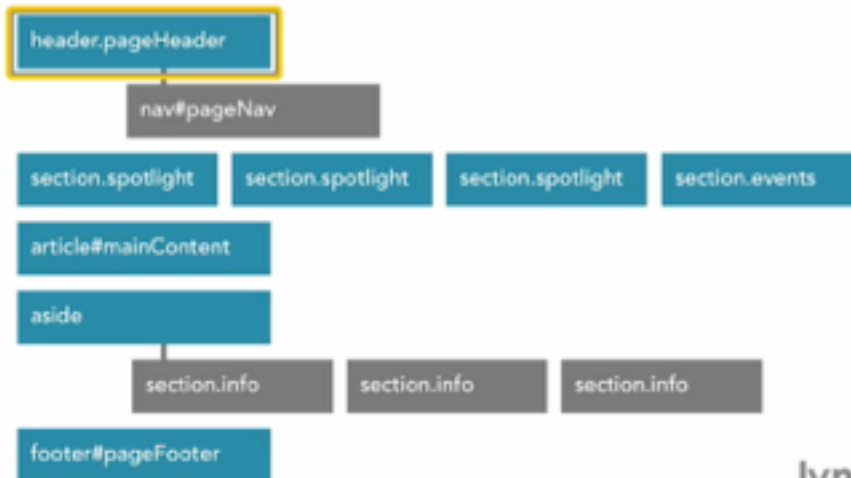 header.pageHeader
nav#pageNav
section.spotlight section.spotlight section.spotlight section.events
article#mainContent
aside
section.info section.info section.info
footer#pageFooter